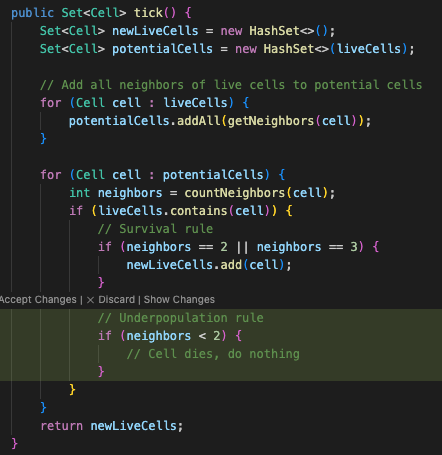 public Set<Cell> tick() {
    Set<Cell> newLiveCells = new HashSet<>();
    Set<Cell> potentialCells = new HashSet<>(liveCells);

    // Add all neighbors of live cells to potential cells
    for (Cell cell : liveCells) {
        potentialCells.addAll(getNeighbors(cell));
    }

    for (Cell cell : potentialCells) {
        int neighbors = countNeighbors(cell);
        if (liveCells.contains(cell)) {
            // Survival rule
            if (neighbors == 2 || neighbors == 3) {
                newLiveCells.add(cell);
            }
Accept Changes | ✕ Discard | Show Changes
            // Underpopulation rule
            if (neighbors < 2) {
                // Cell dies, do nothing
            }
        }
    }
    return newLiveCells;
}